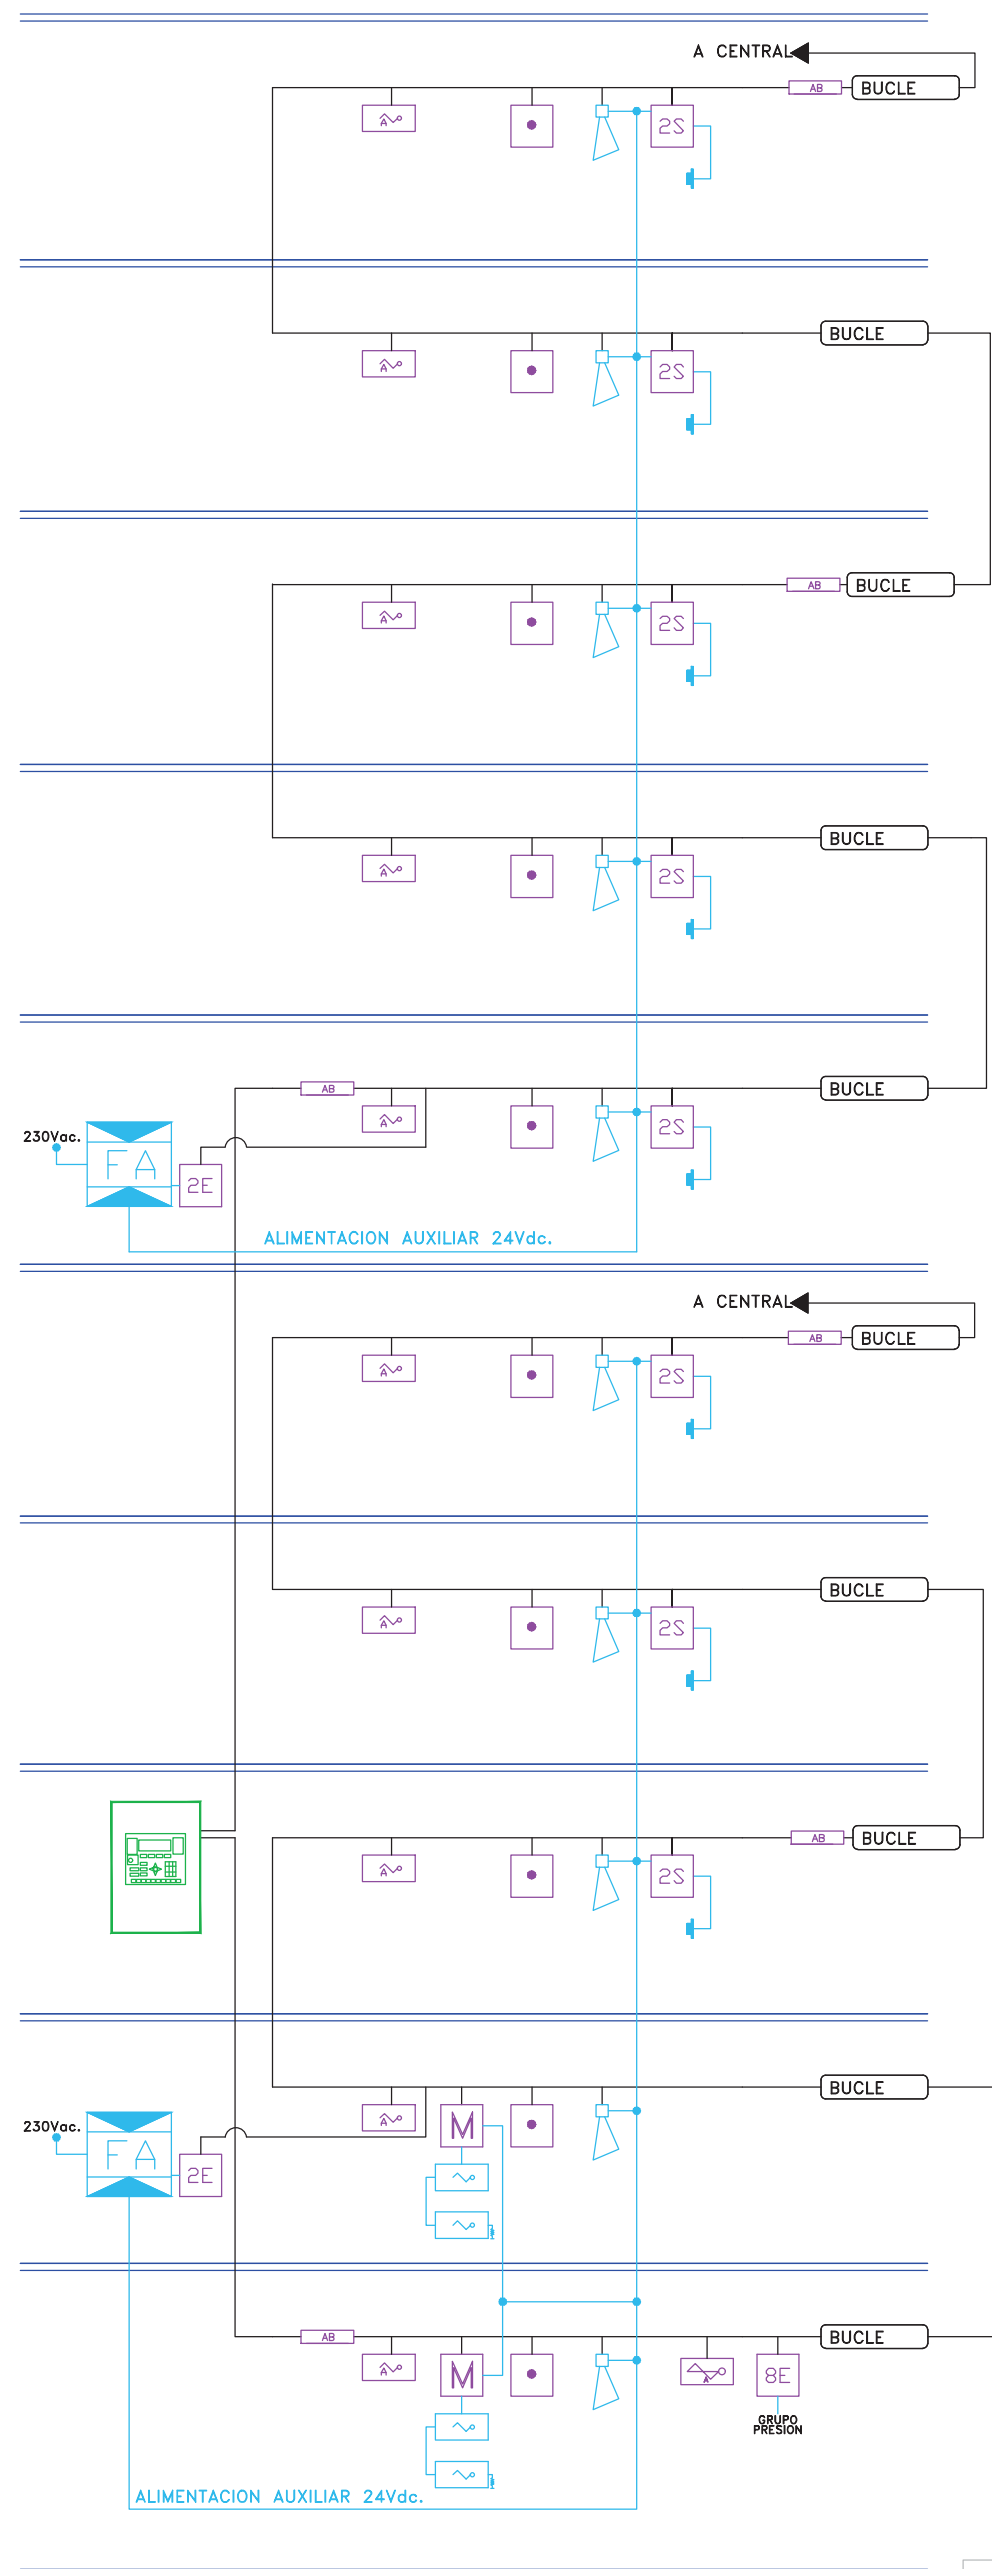 A CENTRAL
AB BUCLE
A 2S
BUCLE
A 2S
AB BUCLE
A 2S
BUCLE
A 2S
AB BUCLE
A 2S
230Vac.
FA
2E
ALIMENTACION AUXILIAR 24Vdc.
A CENTRAL
AB BUCLE
A 2S
BUCLE
A 2S
AB BUCLE
A 2S
BUCLE
A M
230Vac.
FA
2E
AB BUCLE
A M A 8E
GRUPO
PRESION
ALIMENTACION AUXILIAR 24Vdc.